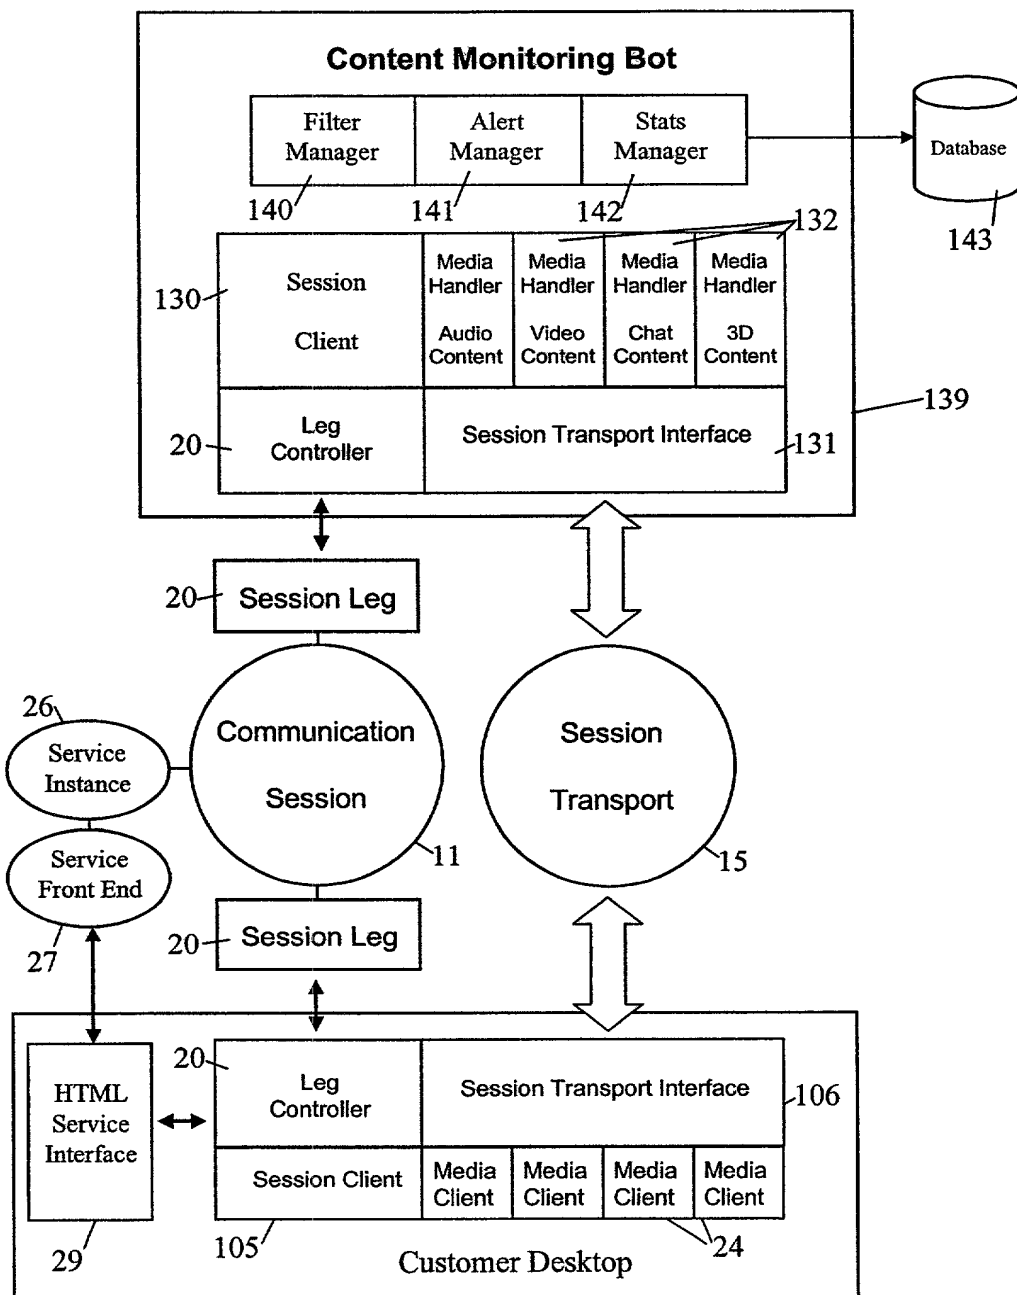 Content Monitoring Bot
Filter
Manager
Alert
Manager
Stats
Manager
Database
140
141
142
143
132
130
Session
Client
Media
Handler
Audio
Content
Media
Handler
Video
Content
Media
Handler
Chat
Content
Media
Handler
3D
Content
139
20
Leg
Controller
Session Transport Interface
131
20
Session Leg
26
Service
Instance
Communication
Session
Session
Transport
11
15
Service
Front End
27
20
Session Leg
HTML
Service
Interface
20
Leg
Controller
Session Transport Interface
106
Session Client
Media
Client
Media
Client
Media
Client
Media
Client
29
105
24
Customer Desktop